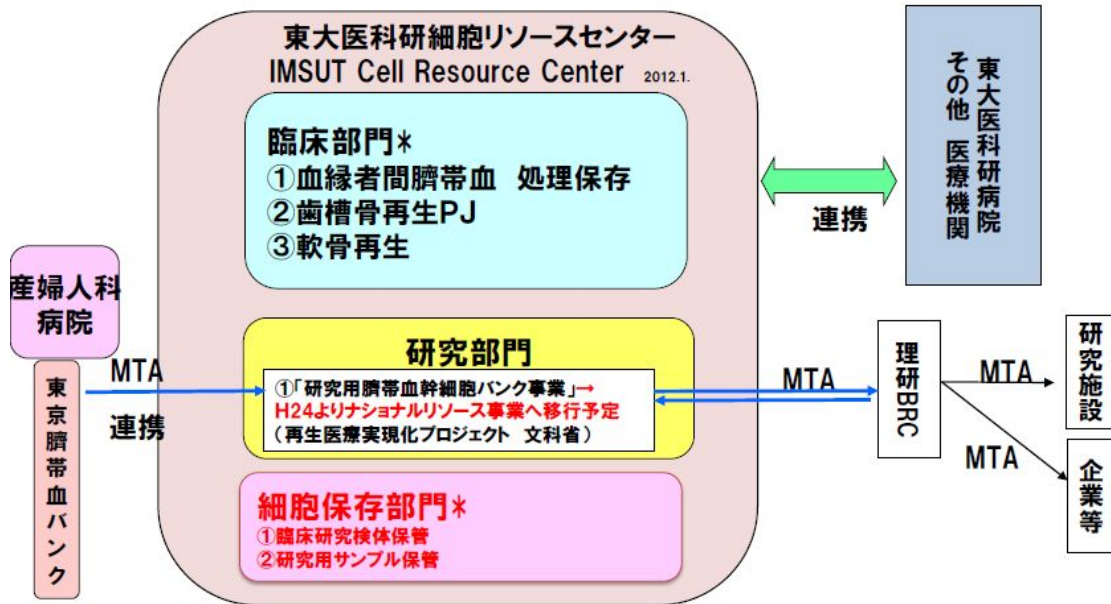 東大医科研細胞リソースセンター
IMSUT Cell Resource Center 2012.1.
臨床部門*
①血縁者間臍帯血 処理保存
②歯槽骨再生PJ
③軟骨再生
東大医科研病院
その他 医療機関
連携
産婦人科
病院
東京臍帯血バンク
MTA
連携
研究部門
①「研究用臍帯血幹細胞バンク事業」→
H24よりナショナルリソース事業へ移行予定
(再生医療実現化プロジェクト 文科省)
MTA
理研BRC
MTA
MTA
研究施設
企業等
細胞保存部門*
①臨床研究検体保管
②研究用サンプル保管